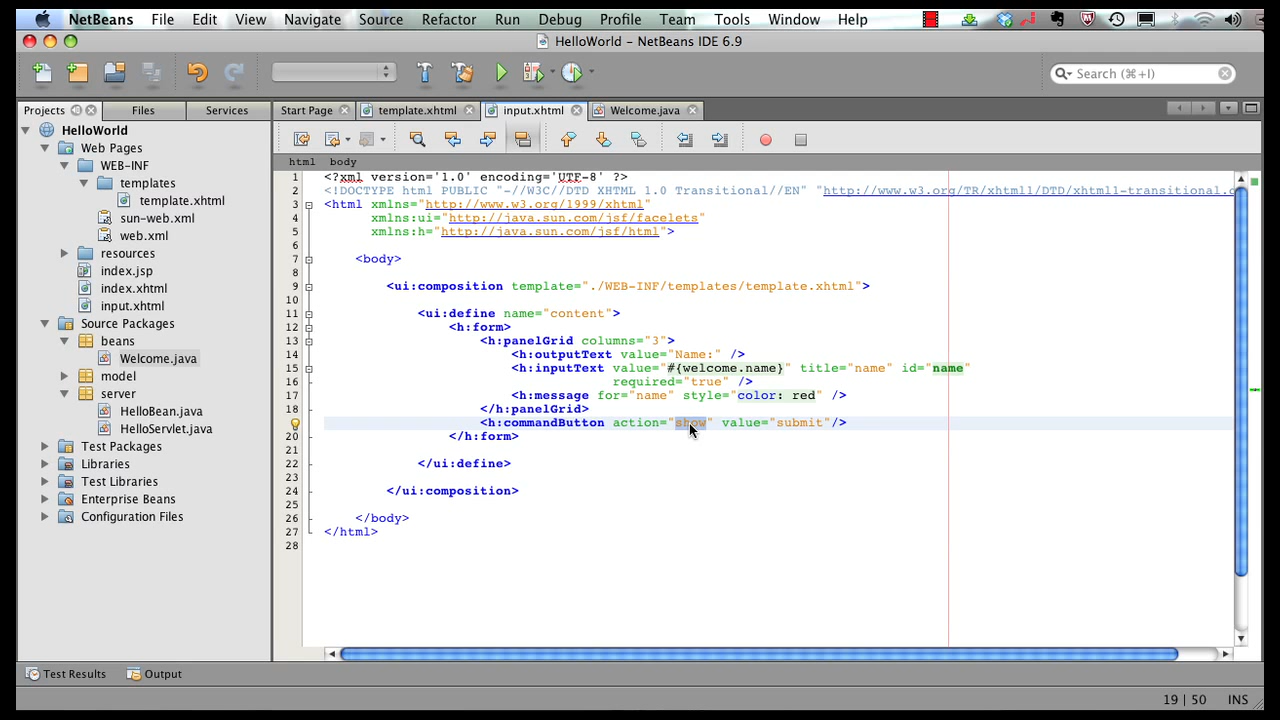 NetBeans File Edit View Navigate Source Refactor Run Debug Profile Team Tools Window Help
HelloWorld – NetBeans IDE 6.9
Search (⌘+I)
Projects Files Services
Start Page template.xhtml input.xhtml Welcome.java
HelloWorld
Web Pages
WEB-INF
templates
template.xhtml
sun-web.xml
web.xml
resources
index.jsp
index.xhtml
input.xhtml
Source Packages
beans
Welcome.java
model
server
HelloBean.java
HelloServlet.java
Test Packages
Libraries
Test Libraries
Enterprise Beans
Configuration Files
html body
1 <?xml version='1.0' encoding='UTF-8' ?>
2 <!DOCTYPE html PUBLIC "-//W3C//DTD XHTML 1.0 Transitional//EN" "http://www.w3.org/TR/xhtml1/DTD/xhtml1-transitional.d
3 <html xmlns="http://www.w3.org/1999/xhtml"
4 xmlns:ui="http://java.sun.com/jsf/facelets"
5 xmlns:h="http://java.sun.com/jsf/html">
6
7 <body>
8
9 <ui:composition template="./WEB-INF/templates/template.xhtml">
10
11 <ui:define name="content">
12 <h:form>
13 <h:panelGrid columns="3">
14 <h:outputText value="Name:" />
15 <h:inputText value="#{welcome.name}" title="name" id="name"
16 required="true" />
17 <h:message for="name" style="color: red" />
18 </h:panelGrid>
<h:commandButton action="show" value="submit"/>
20 </h:form>
21
22 </ui:define>
23
24 </ui:composition>
25
26 </body>
27 </html>
28
Test Results Output
19 | 50 INS